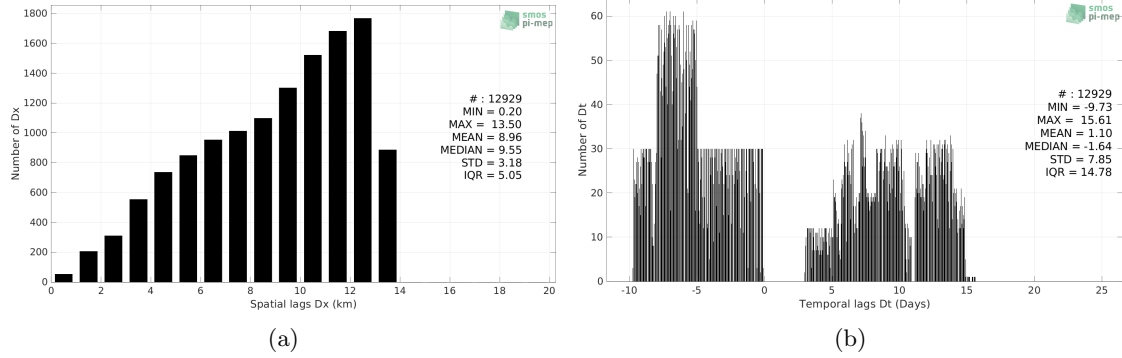 smos
pi-mep
1800
1600
1400
1200
1000
800
600
400
200
0
Number of Dx
# : 12929
MIN = 0.20
MAX = 13.50
MEAN = 8.96
MEDIAN = 9.55
STD = 3.18
IQR = 5.05
0 2 4 6 8 10 12 14 16 18 20
Spatial lags Dx (km)
(a)
smos
pi-mep
60
50
40
30
20
10
0
Number of Dt
# : 12929
MIN = -9.73
MAX = 15.61
MEAN = 1.10
MEDIAN = -1.64
STD = 7.85
IQR = 14.78
-10 -5 0 5 10 15 20 25
Temporal lags Dt (Days)
(b)